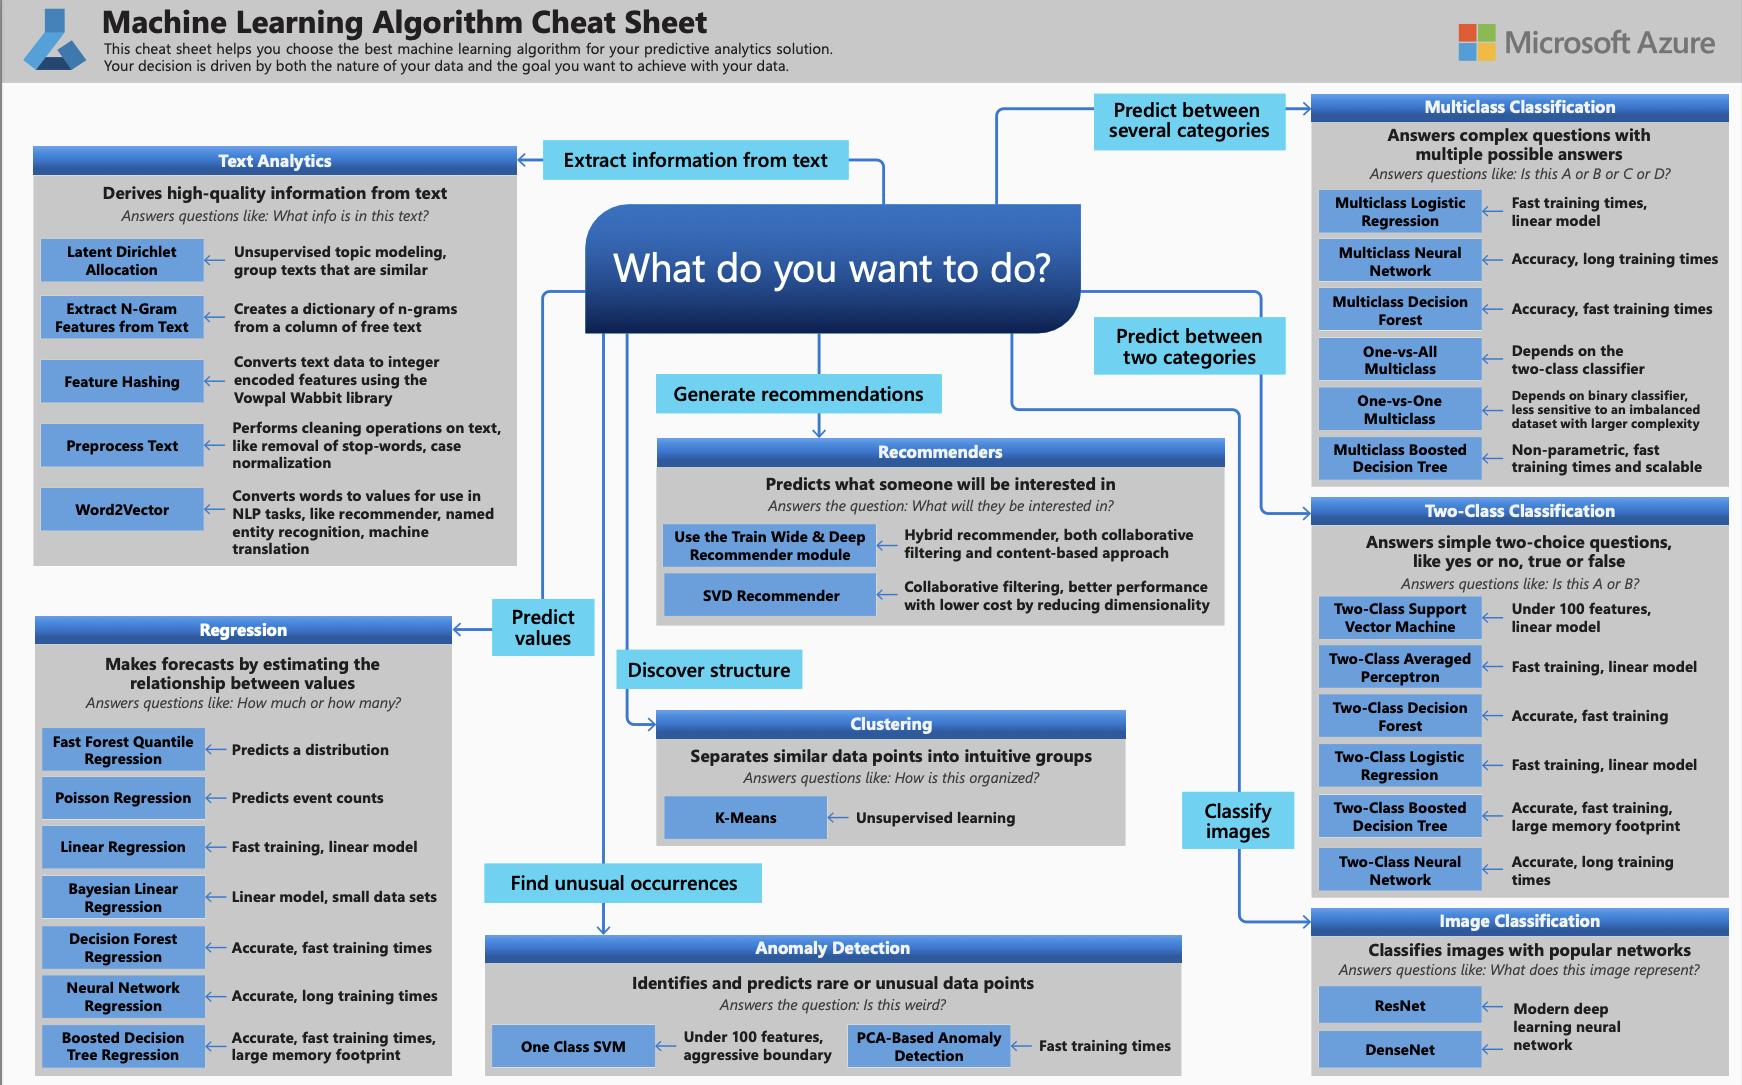 Machine Learning Algorithm Cheat Sheet
This cheat sheet helps you choose the best machine learning algorithm for your predictive analytics solution.
Your decision is driven by both the nature of your data and the goal you want to achieve with your data.
Microsoft Azure
What do you want to do?
Extract information from text
Text Analytics
Derives high-quality information from text
Answers questions like: What info is in this text?
Latent Dirichlet
Allocation
Unsupervised topic modeling,
group texts that are similar
Extract N-Gram
Features from Text
Creates a dictionary of n-grams
from a column of free text
Feature Hashing
Converts text data to integer
encoded features using the
Vowpal Wabbit library
Preprocess Text
Performs cleaning operations on text,
like removal of stop-words, case
normalization
Word2Vector
Converts words to values for use in
NLP tasks, like recommender, named
entity recognition, machine
translation
Predict
values
Regression
Makes forecasts by estimating the
relationship between values
Answers questions like: How much or how many?
Fast Forest Quantile
Regression
Predicts a distribution
Poisson Regression
Predicts event counts
Linear Regression
Fast training, linear model
Bayesian Linear
Regression
Linear model, small data sets
Decision Forest
Regression
Accurate, fast training times
Neural Network
Regression
Accurate, long training times
Boosted Decision
Tree Regression
Accurate, fast training times,
large memory footprint
Generate recommendations
Recommenders
Predicts what someone will be interested in
Answers the question: What will they be interested in?
Use the Train Wide & Deep
Recommender module
Hybrid recommender, both collaborative
filtering and content-based approach
SVD Recommender
Collaborative filtering, better performance
with lower cost by reducing dimensionality
Discover structure
Clustering
Separates similar data points into intuitive groups
Answers questions like: How is this organized?
K-Means
Unsupervised learning
Find unusual occurrences
Anomaly Detection
Identifies and predicts rare or unusual data points
Answers the question: Is this weird?
One Class SVM
Under 100 features,
aggressive boundary
PCA-Based Anomaly
Detection
Fast training times
Predict between
several categories
Multiclass Classification
Answers complex questions with
multiple possible answers
Answers questions like: Is this A or B or C or D?
Multiclass Logistic
Regression
Fast training times,
linear model
Multiclass Neural
Network
Accuracy, long training times
Multiclass Decision
Forest
Accuracy, fast training times
One-vs-All
Multiclass
Depends on the
two-class classifier
One-vs-One
Multiclass
Depends on binary classifier,
less sensitive to an imbalanced
dataset with larger complexity
Multiclass Boosted
Decision Tree
Non-parametric, fast
training times and scalable
Predict between
two categories
Two-Class Classification
Answers simple two-choice questions,
like yes or no, true or false
Answers questions like: Is this A or B?
Two-Class Support
Vector Machine
Under 100 features,
linear model
Two-Class Averaged
Perceptron
Fast training, linear model
Two-Class Decision
Forest
Accurate, fast training
Two-Class Logistic
Regression
Fast training, linear model
Two-Class Boosted
Decision Tree
Accurate, fast training,
large memory footprint
Two-Class Neural
Network
Accurate, long training
times
Classify
images
Image Classification
Classifies images with popular networks
Answers questions like: What does this image represent?
ResNet
DenseNet
Modern deep
learning neural
network